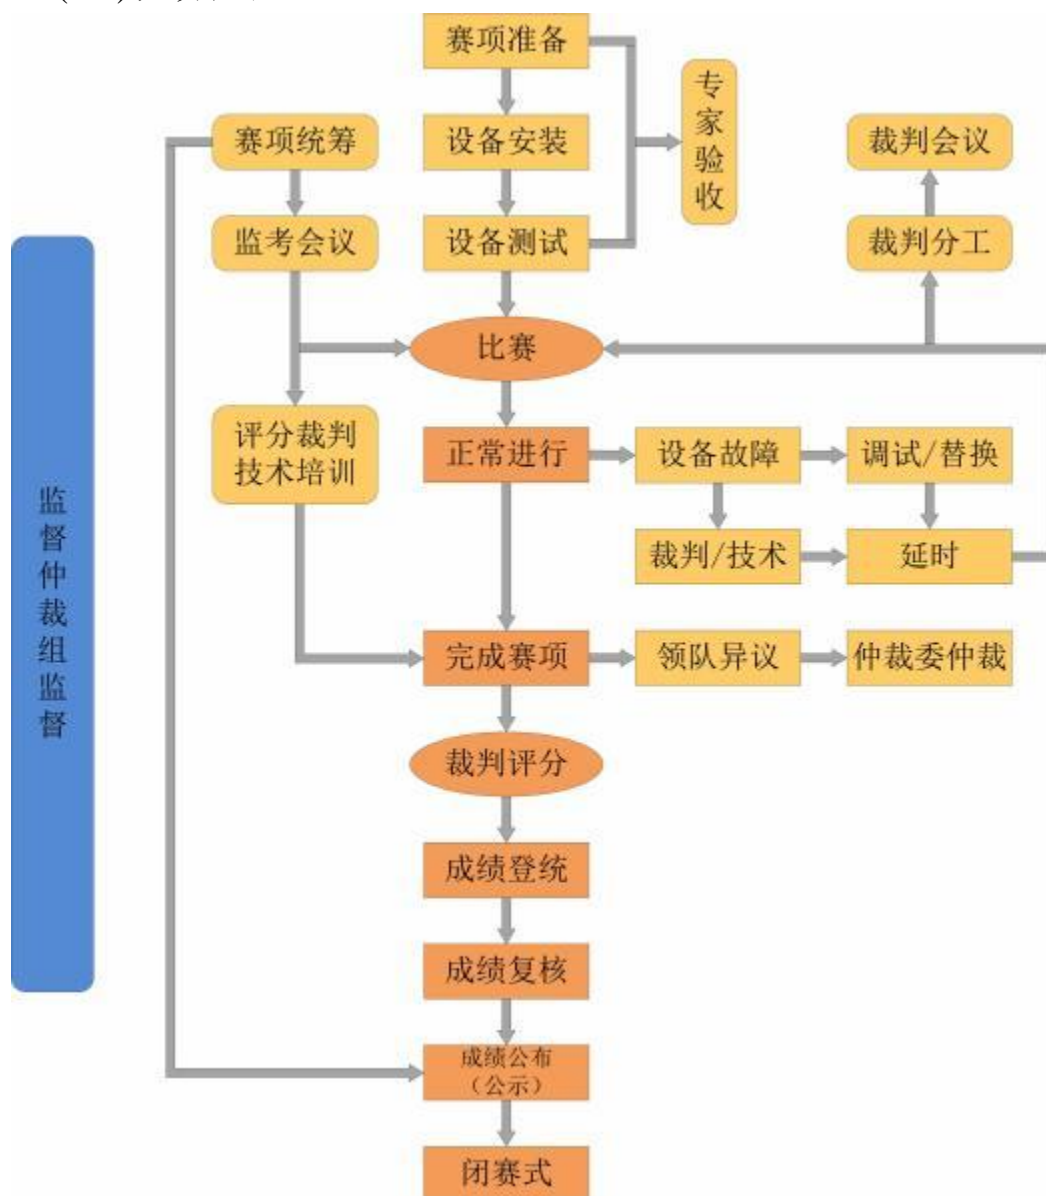 赛项准备
专家验收
赛项统筹
设备安装
裁判会议
监考会议
设备测试
裁判分工
比赛
评分裁判
技术培训
正常进行
设备故障
调试/替换
裁判/技术
延时
监督仲裁组监督
完成赛项
领队异议
仲裁委仲裁
裁判评分
成绩登统
成绩复核
成绩公布
（公示）
闭赛式